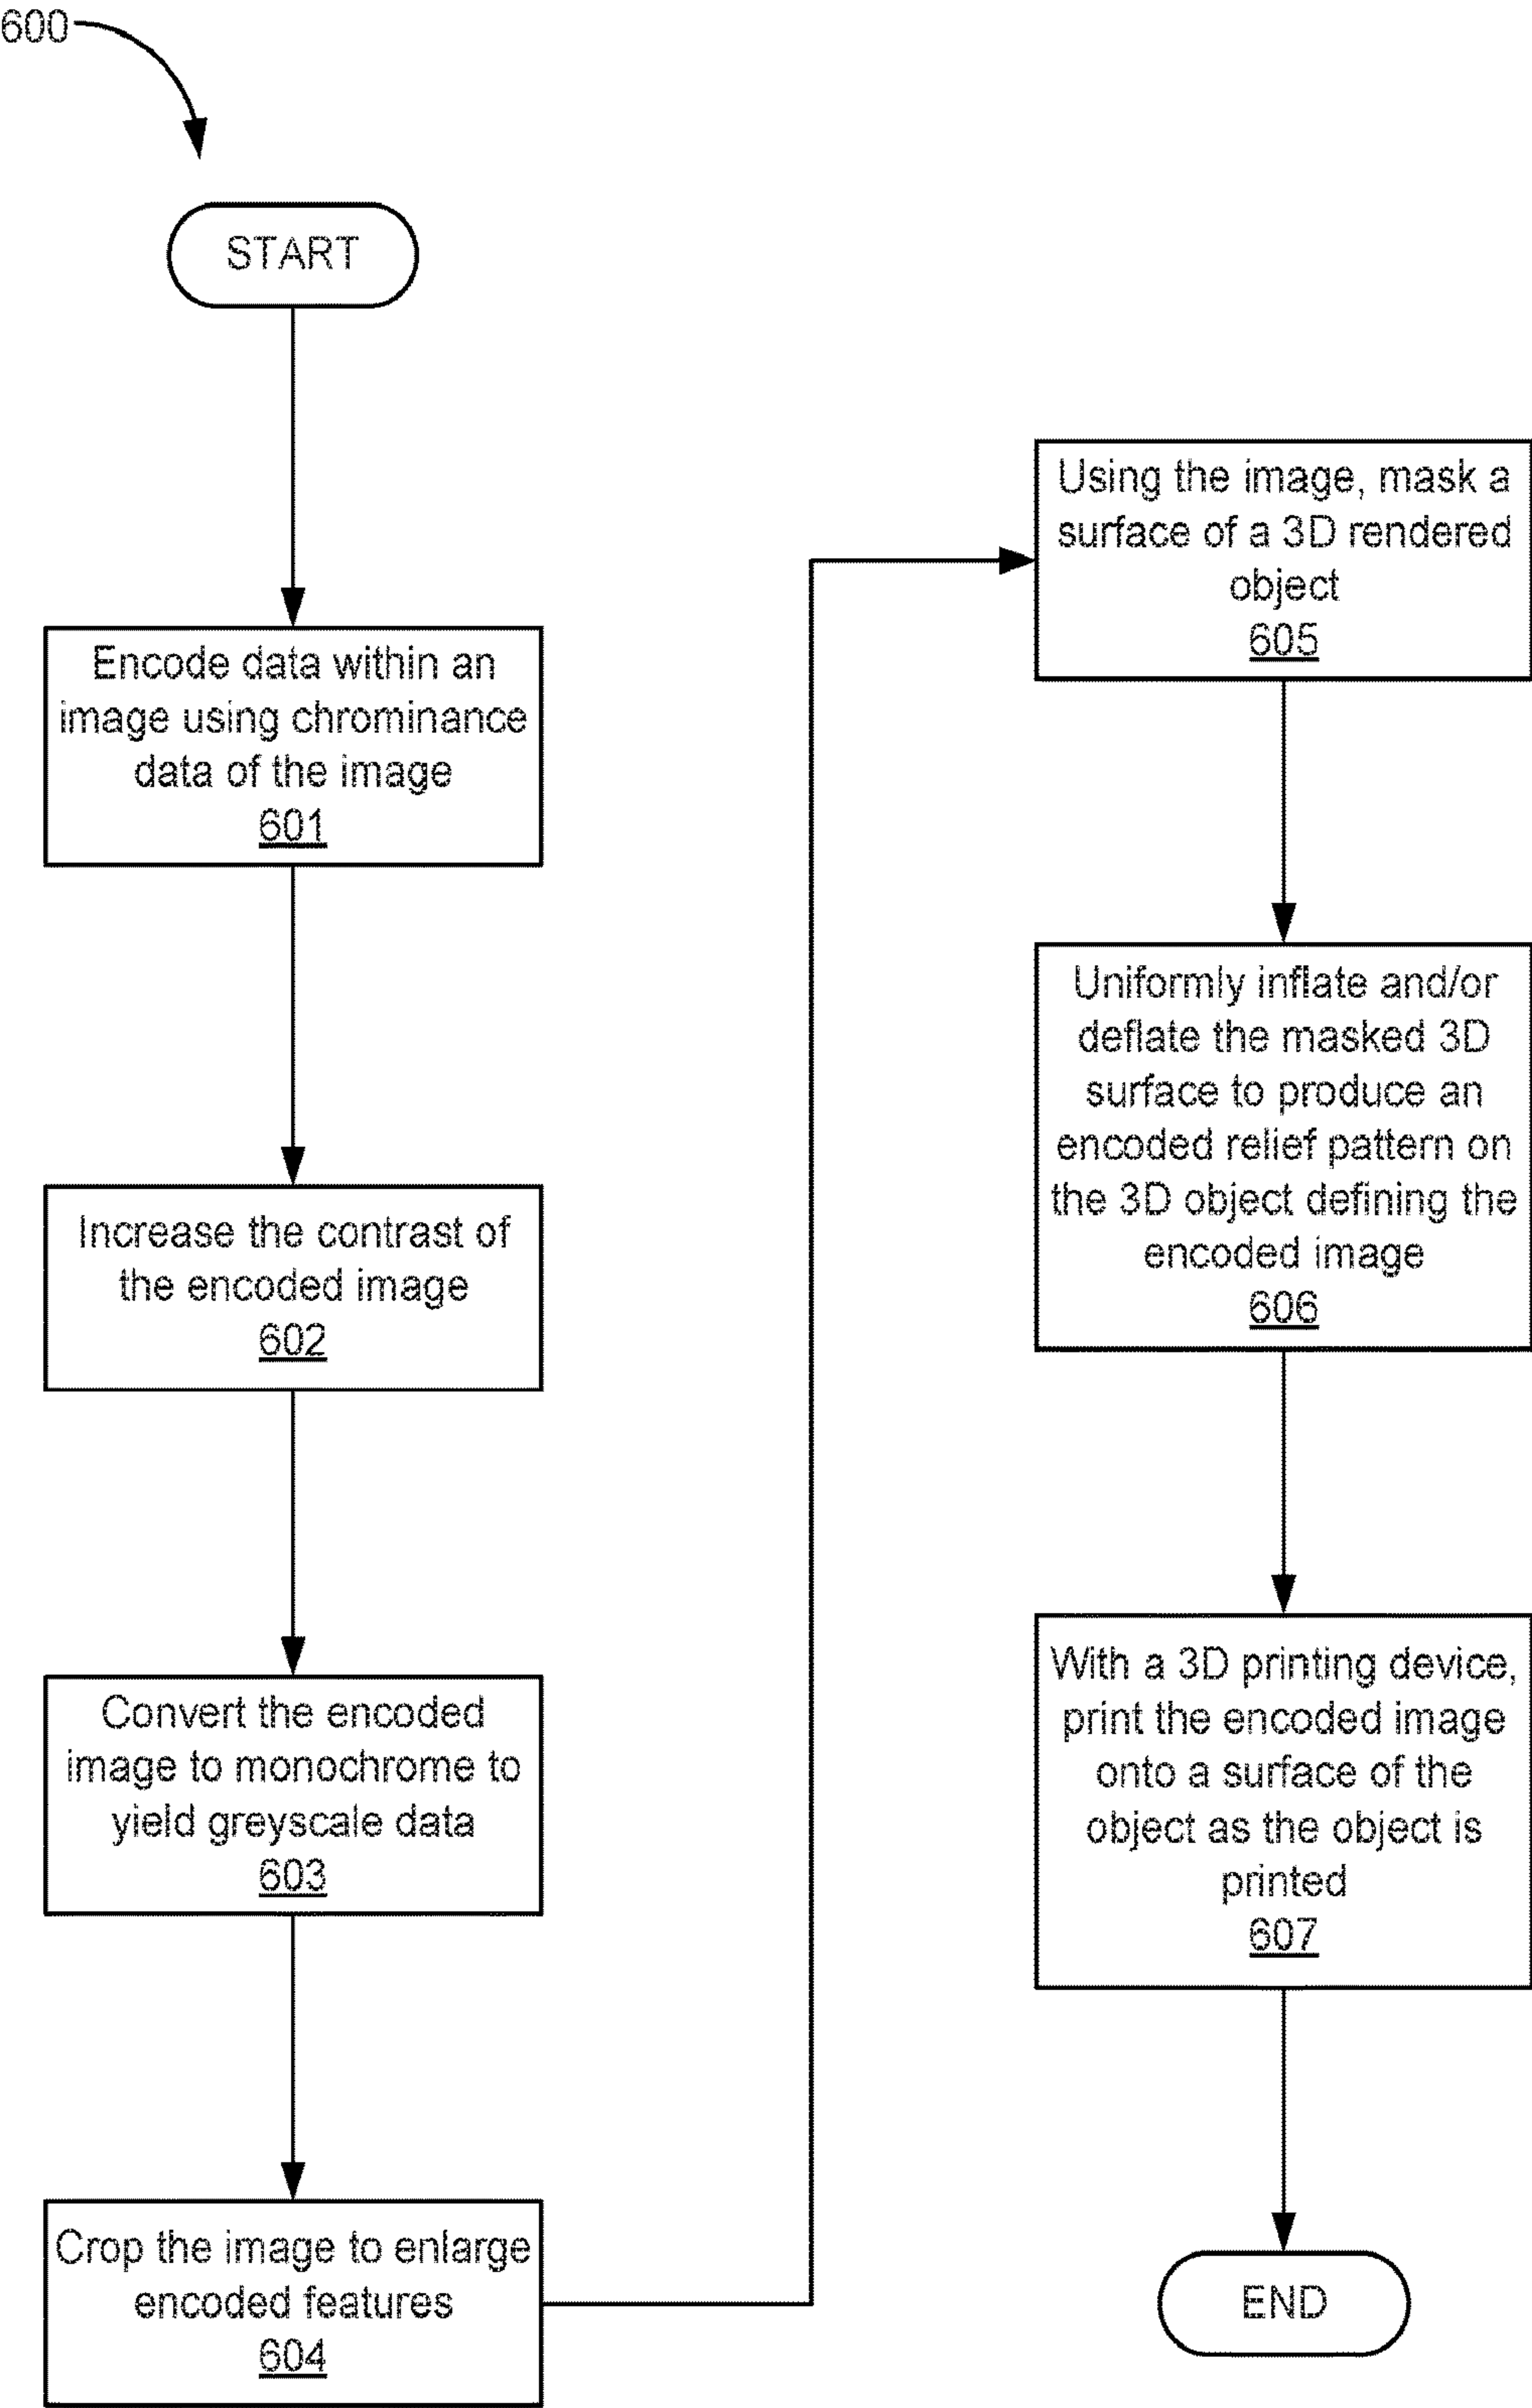 600
START
Encode data within an
image using chrominance
data of the image
601
Increase the contrast of
the encoded image
602
Convert the encoded
image to monochrome to
yield greyscale data
603
Crop the image to enlarge
encoded features
604
Using the image, mask a
surface of a 3D rendered
object
605
Uniformly inflate and/or
deflate the masked 3D
surface to produce an
encoded relief pattern on
the 3D object defining the
encoded image
606
With a 3D printing device,
print the encoded image
onto a surface of the
object as the object is
printed
607
END